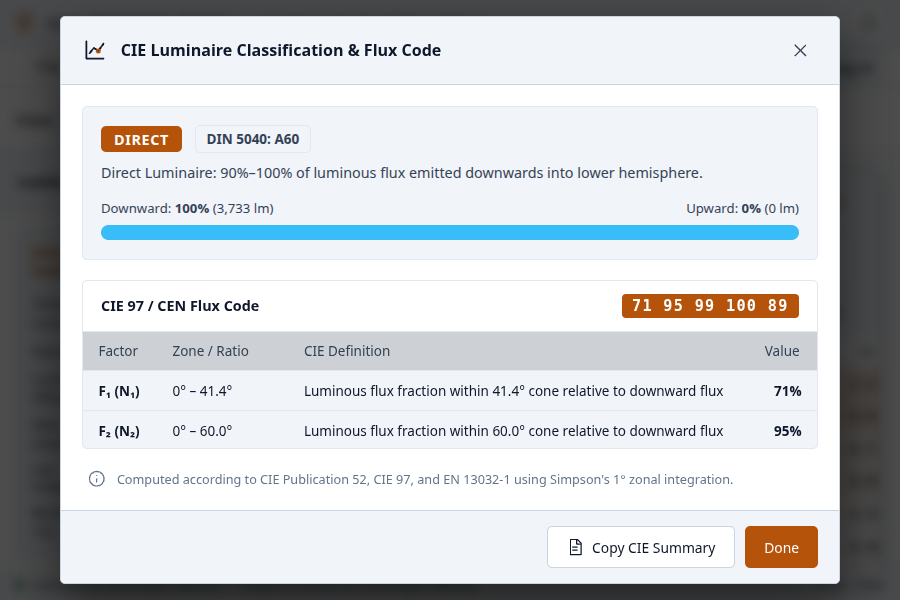 CIE Luminaire Classification & Flux Code
DIRECT DIN 5040: A60
Direct Luminaire: 90%–100% of luminous flux emitted downwards into lower hemisphere.
Downward: 100% (3,733 lm) Upward: 0% (0 lm)
CIE 97 / CEN Flux Code 71 95 99 100 89
Factor Zone / Ratio CIE Definition Value
F₁ (N₁) 0° – 41.4° Luminous flux fraction within 41.4° cone relative to downward flux 71%
F₂ (N₂) 0° – 60.0° Luminous flux fraction within 60.0° cone relative to downward flux 95%
Computed according to CIE Publication 52, CIE 97, and EN 13032-1 using Simpson's 1° zonal integration.
Copy CIE Summary Done